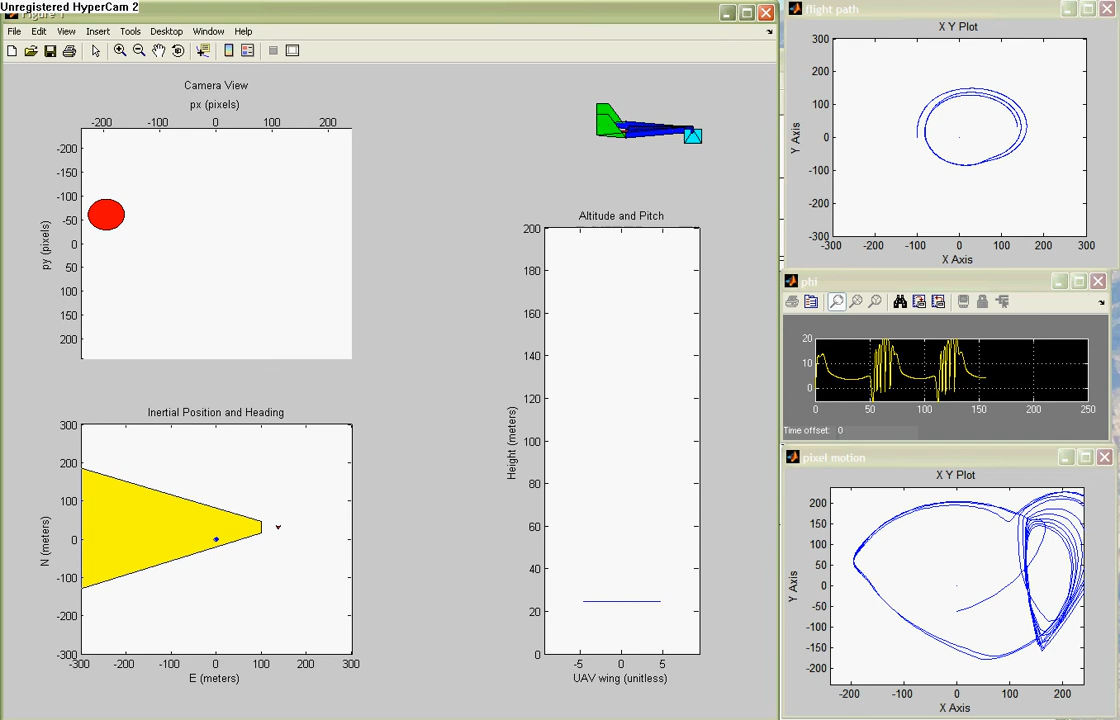 Unregistered HyperCam 2
Figure 1
File Edit View Insert Tools Desktop Window Help
Camera View
px (pixels)
-200 -100 0 100 200
-200
-150
-100
-50
0
50
100
150
200
py (pixels)
Inertial Position and Heading
300
200
100
0
-100
-200
-300
N (meters)
-300 -200 -100 0 100 200 300
E (meters)
Altitude and Pitch
200
180
160
140
120
100
80
60
40
20
0
Height (meters)
-5 0 5
UAV wing (unitless)
flight path
X Y Plot
300
200
100
0
-100
-200
-300
Y Axis
-300 -200 -100 0 100 200 300
X Axis
phi
20
10
0
0 50 100 150 200 250
Time offset: 0
pixel motion
X Y Plot
200
150
100
50
0
-50
-100
-150
-200
Y Axis
-200 -100 0 100 200
X Axis